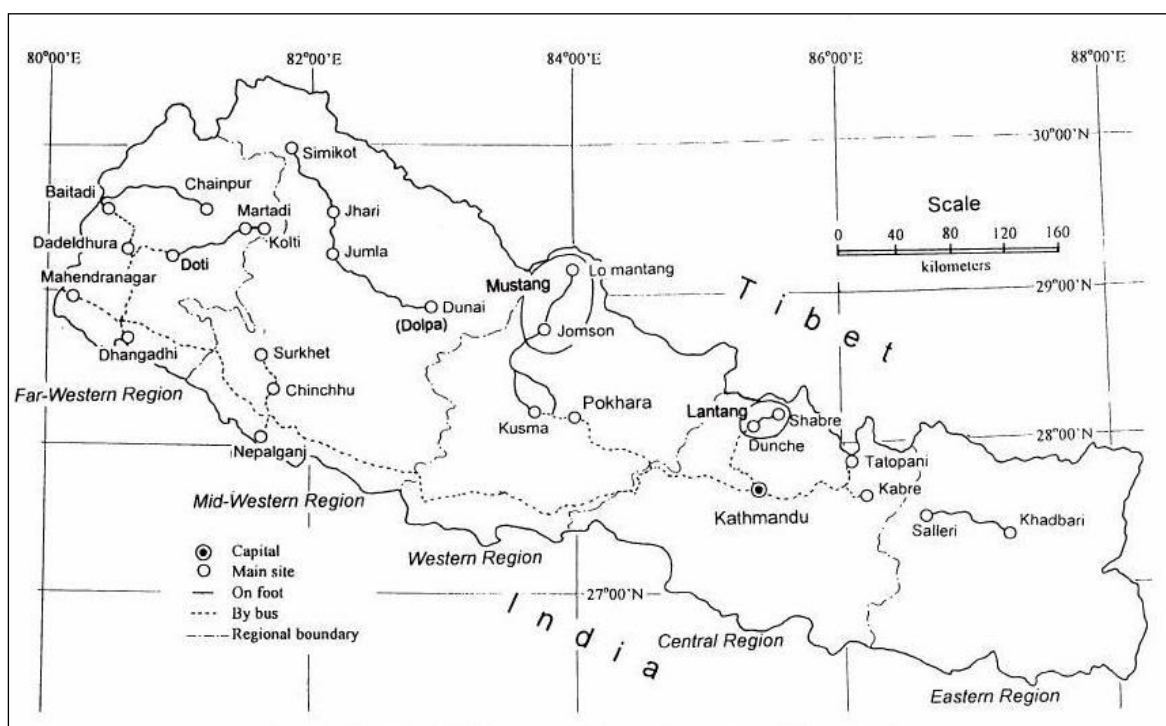 80°00'E
82°00'E
84°00'E
86°00'E
88°00'E
30°00'N
Simikot
Baitadi
Chainpur
Jhari
Martadi
Scale
Dadeldhura
Kolti
Jumla
Doti
0 40 80 120 160
kilometers
Mahendranagar
Lo mantang
Mustang
Tibet
29°00'N
Dunai
(Dolpa)
Jomson
Dhangadhi
Surkhet
Far-Western Region
Chinchhu
Pokhara
Lantang
Shabre
Kusma
Dunche
28°00'N
Nepalganj
Tatopani
Mid-Western Region
Kabre
Kathmandu
Salleri
Khadbari
Capital
Western Region
Main site
On foot
27°00'N
By bus
India
Regional boundary
Central Region
Eastern Region